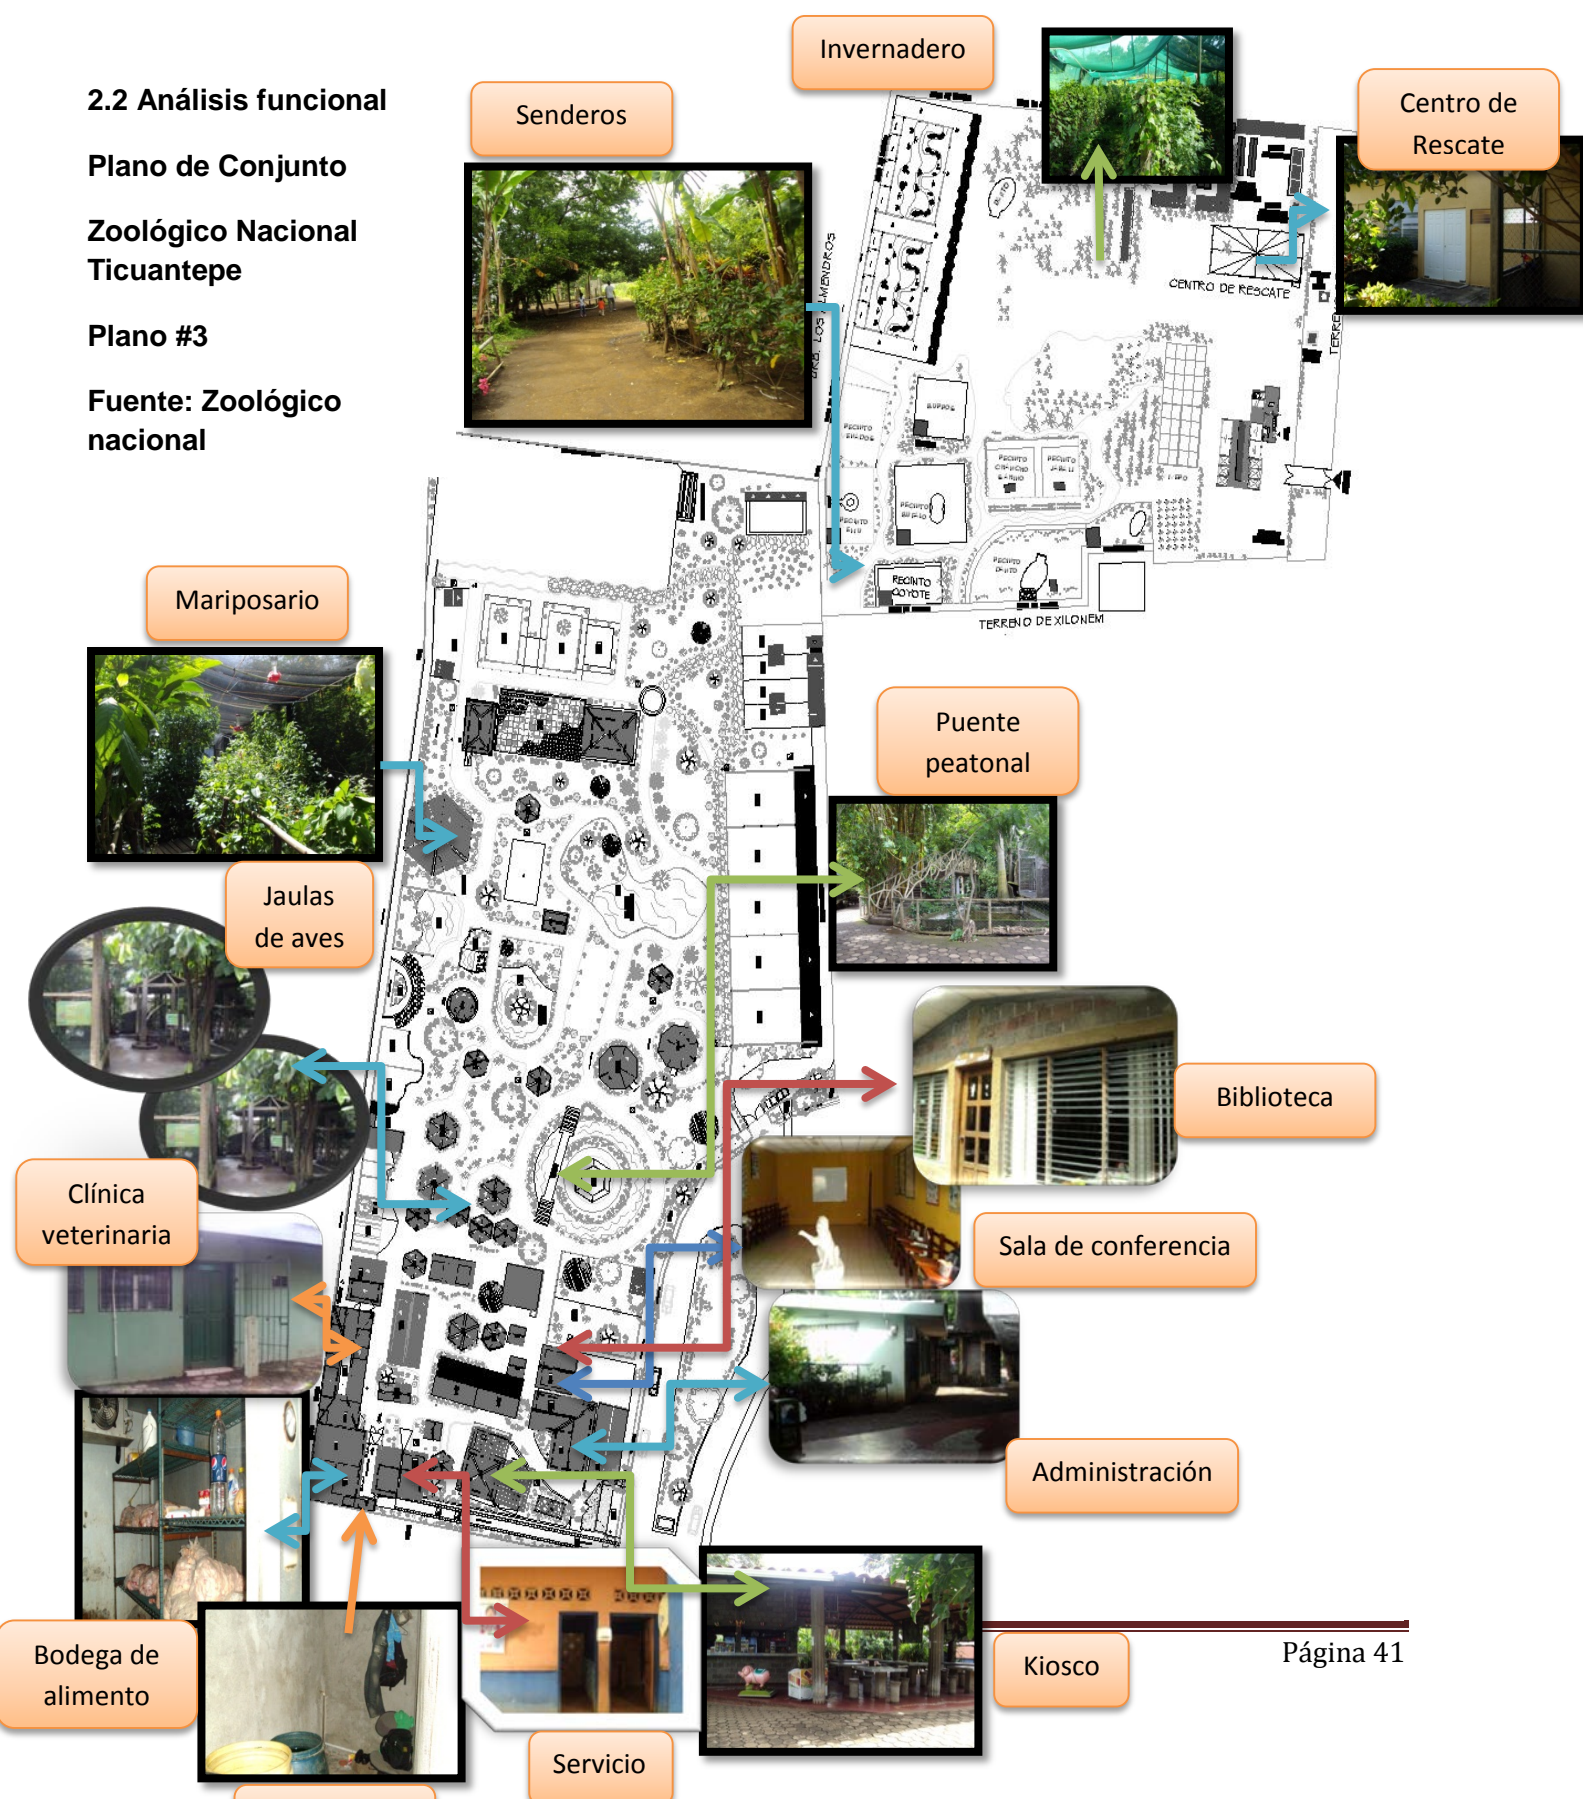 2.2 Análisis funcional
Plano de Conjunto
Zoológico Nacional
Ticuantepe
Plano #3
Fuente: Zoológico
nacional
Invernadero
Senderos
Centro de
Rescate
CENTRO DE RESCATE
RECINTO
COYOTE
TERRENO DE XILONEM
Mariposario
Puente
peatonal
Jaulas
de aves
Biblioteca
Clínica
veterinaria
Sala de conferencia
Administración
Bodega de
alimento
Kiosco
Servicio
Página 41